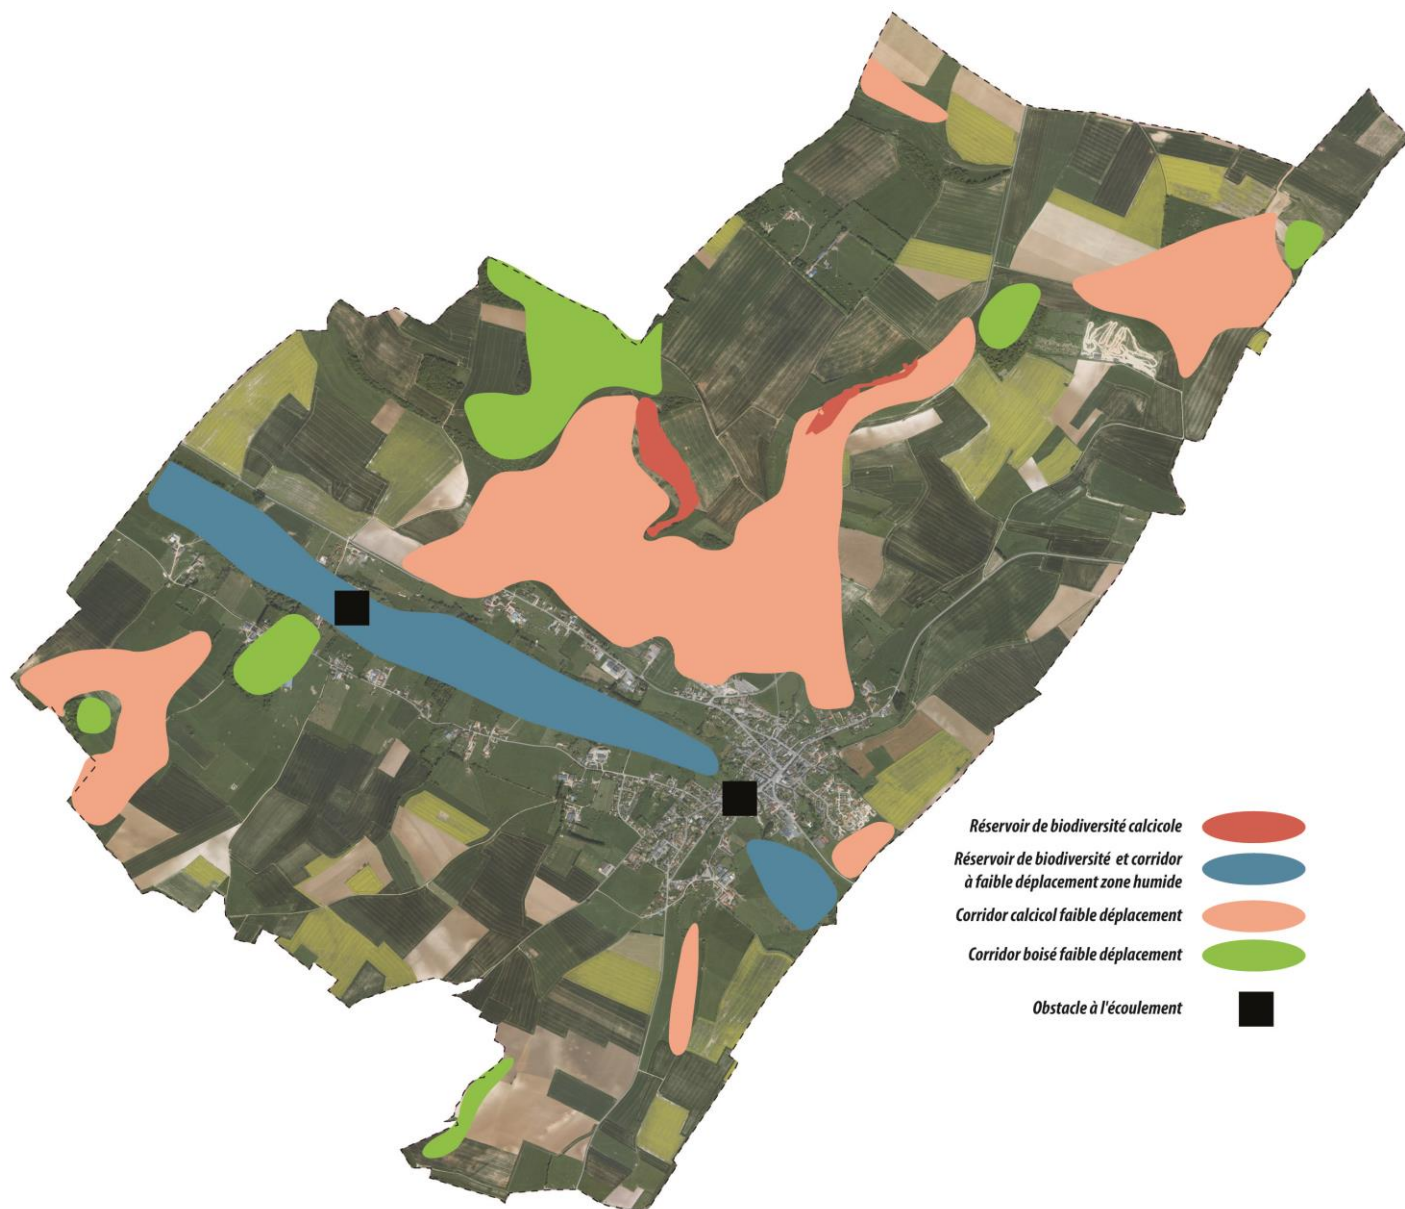 Réservoir de biodiversité calcicole
Réservoir de biodiversité et corridor
à faible déplacement zone humide
Corridor calcicol faible déplacement
Corridor boisé faible déplacement
Obstacle à l'écoulement